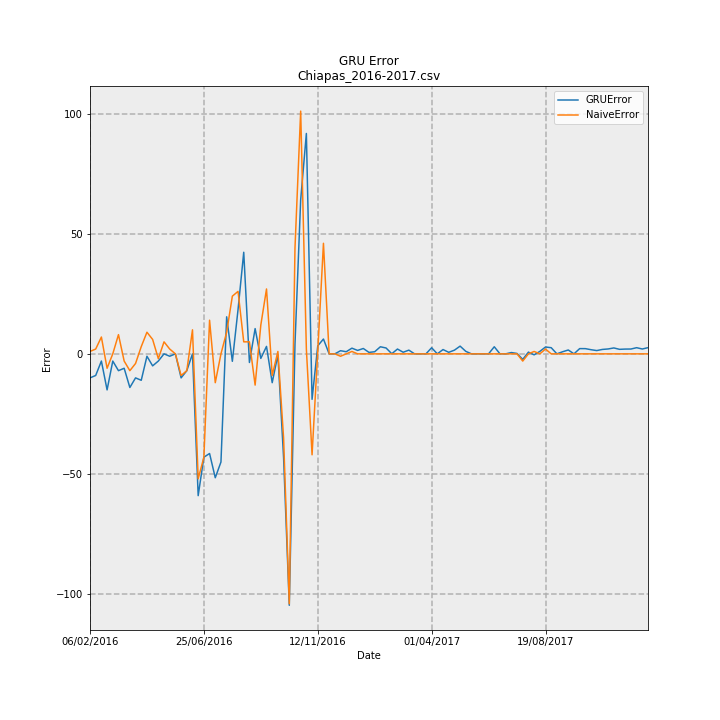 GRU Error
Chiapas_2016-2017.csv
GRUError
NaiveError
100
50
0
−50
−100
Error
06/02/2016
25/06/2016
12/11/2016
01/04/2017
19/08/2017
Date